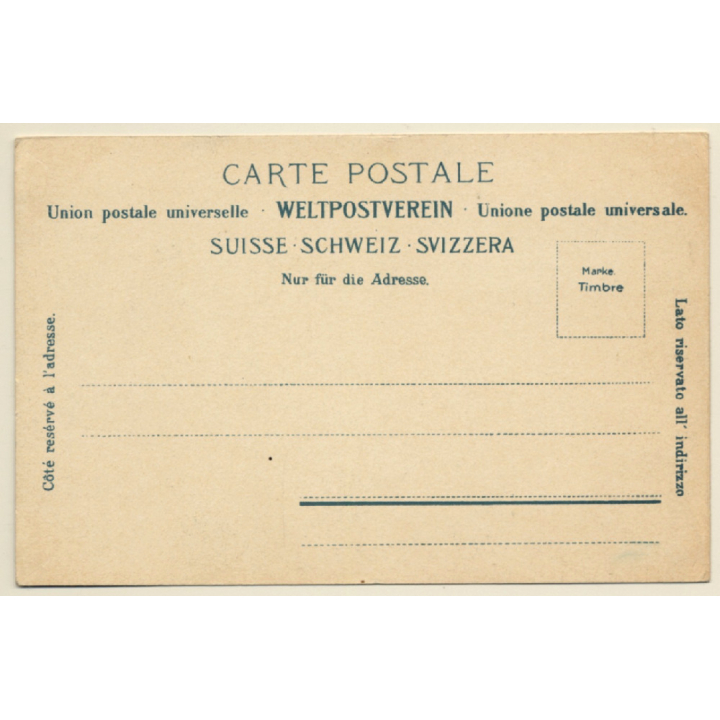 CARTE POSTALE
Union postale universelle · WELTPOSTVEREIN · Unione postale universale.
SUISSE · SCHWEIZ · SVIZZERA
Nur für die Adresse.
Marke.
Timbre
Côté resérvé à l'adresse.
Lato riservato all' indirizzo